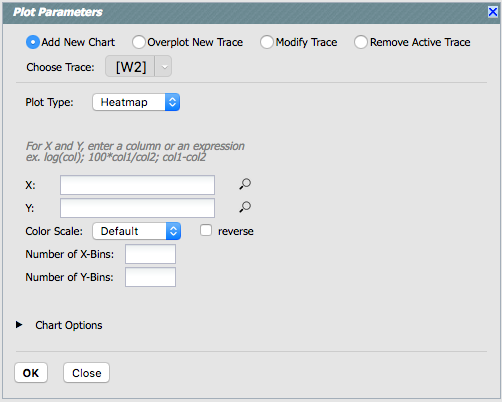 Plot Parameters
Add New Chart Overplot New Trace Modify Trace Remove Active Trace
Choose Trace: [W2]
Plot Type: Heatmap
For X and Y, enter a column or an expression
ex. log(col); 100*col1/col2; col1-col2
X:
Y:
Color Scale: Default reverse
Number of X-Bins:
Number of Y-Bins:
Chart Options
OK Close